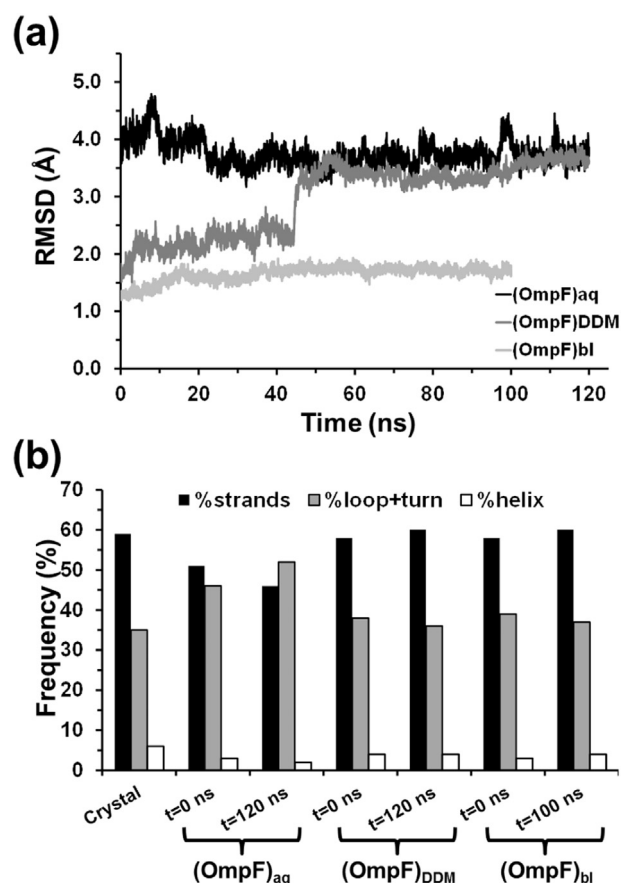 (a)
5.0
4.0
3.0
2.0
1.0
0.0
RMSD (Å)
(OmpF)aq
(OmpF)DDM
(OmpF)bl
0 20 40 60 80 100 120
Time (ns)
(b)
70
60
50
40
30
20
10
0
Frequency (%)
%strands %loop+turn %helix
Crystal t=0 ns t=120 ns t=0 ns t=120 ns t=0 ns t=100 ns
(OmpF)aq (OmpF)DDM (OmpF)bl